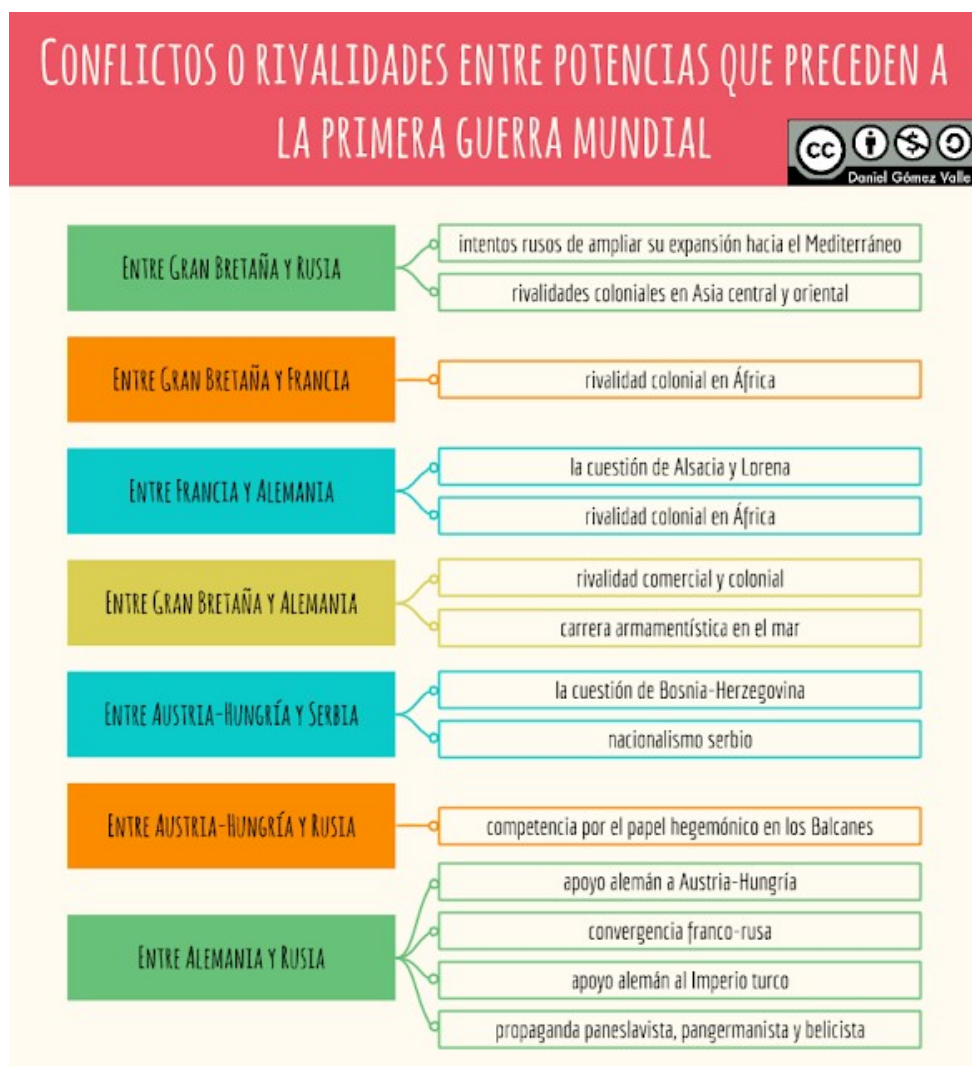 CONFLICTOS O RIVALIDADES ENTRE POTENCIAS QUE PRECEDEN A
LA PRIMERA GUERRA MUNDIAL
cc
Daniel Gómez Valle
ENTRE GRAN BRETAÑA Y RUSIA
intentos rusos de ampliar su expansión hacia el Mediterráneo
rivalidades coloniales en Asia central y oriental
ENTRE GRAN BRETAÑA Y FRANCIA
rivalidad colonial en África
ENTRE FRANCIA Y ALEMANIA
la cuestión de Alsacia y Lorena
rivalidad colonial en África
ENTRE GRAN BRETAÑA Y ALEMANIA
rivalidad comercial y colonial
carrera armamentística en el mar
ENTRE AUSTRIA-HUNGRÍA Y SERBIA
la cuestión de Bosnia-Herzegovina
nacionalismo serbio
ENTRE AUSTRIA-HUNGRÍA Y RUSIA
competencia por el papel hegemónico en los Balcanes
ENTRE ALEMANIA Y RUSIA
apoyo alemán a Austria-Hungría
convergencia franco-rusa
apoyo alemán al Imperio turco
propaganda paneslavista, pangermanista y belicista